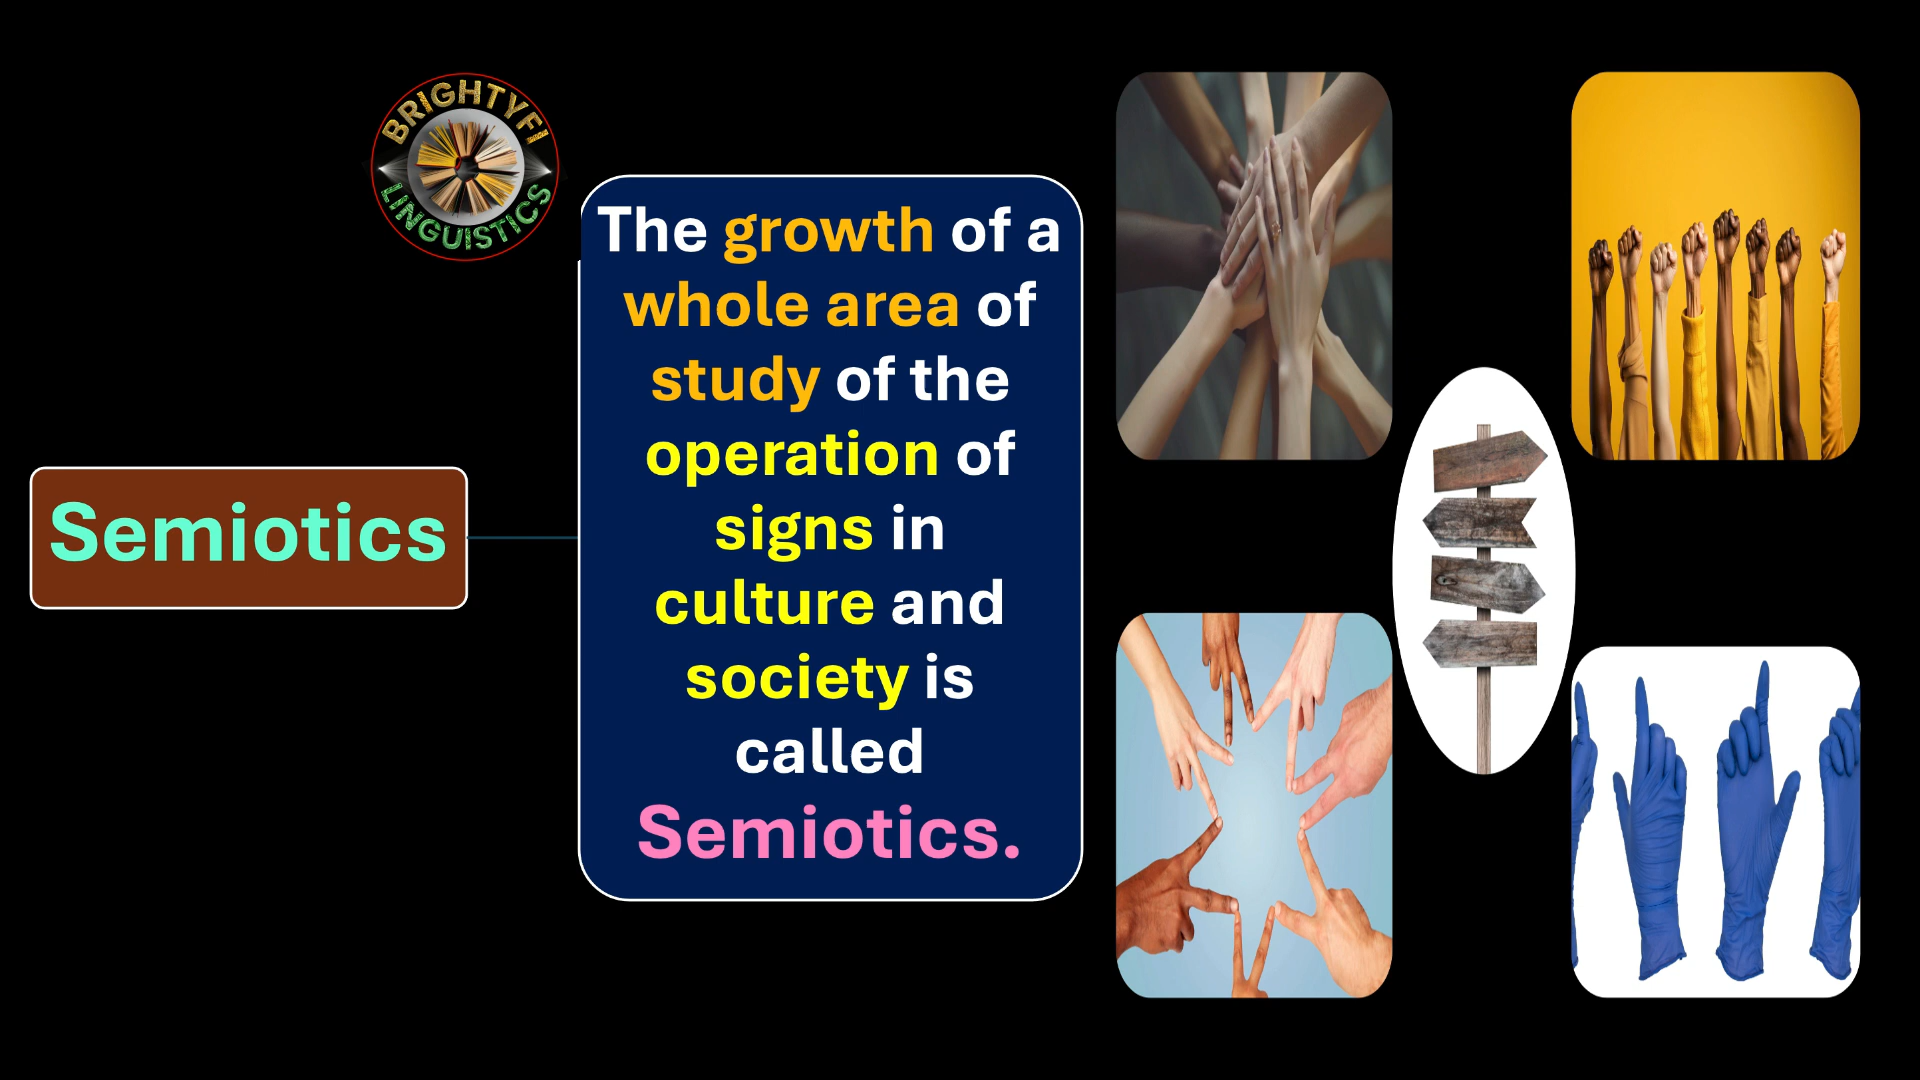 BRIGHTYFI
LINGUISTICS
Semiotics
The growth of a
whole area of
study of the
operation of
signs in
culture and
society is
called
Semiotics.